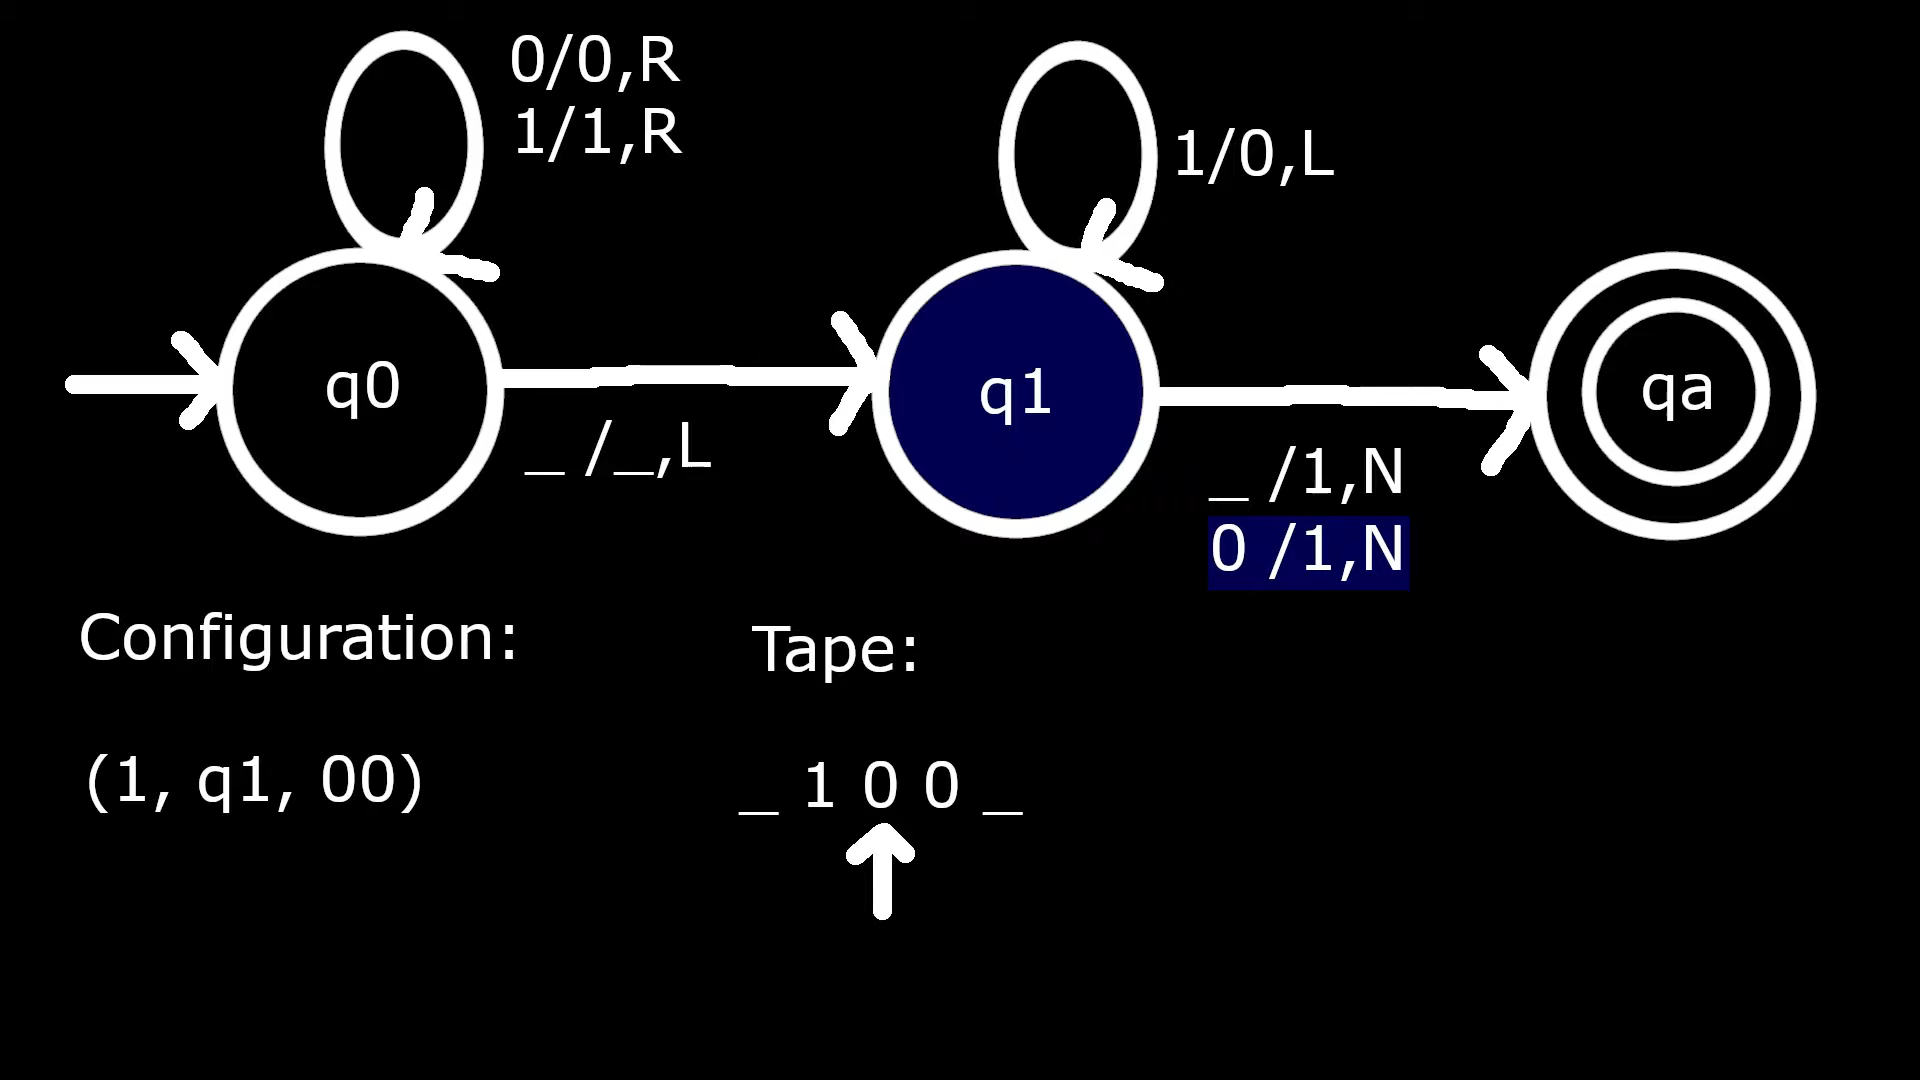 0/0,R
1/1,R
1/0,L
q0
q1
qa
_ /_,L
_ /1,N
0 /1,N
Configuration:
Tape:
(1, q1, 00)
_ 1 0 0 _